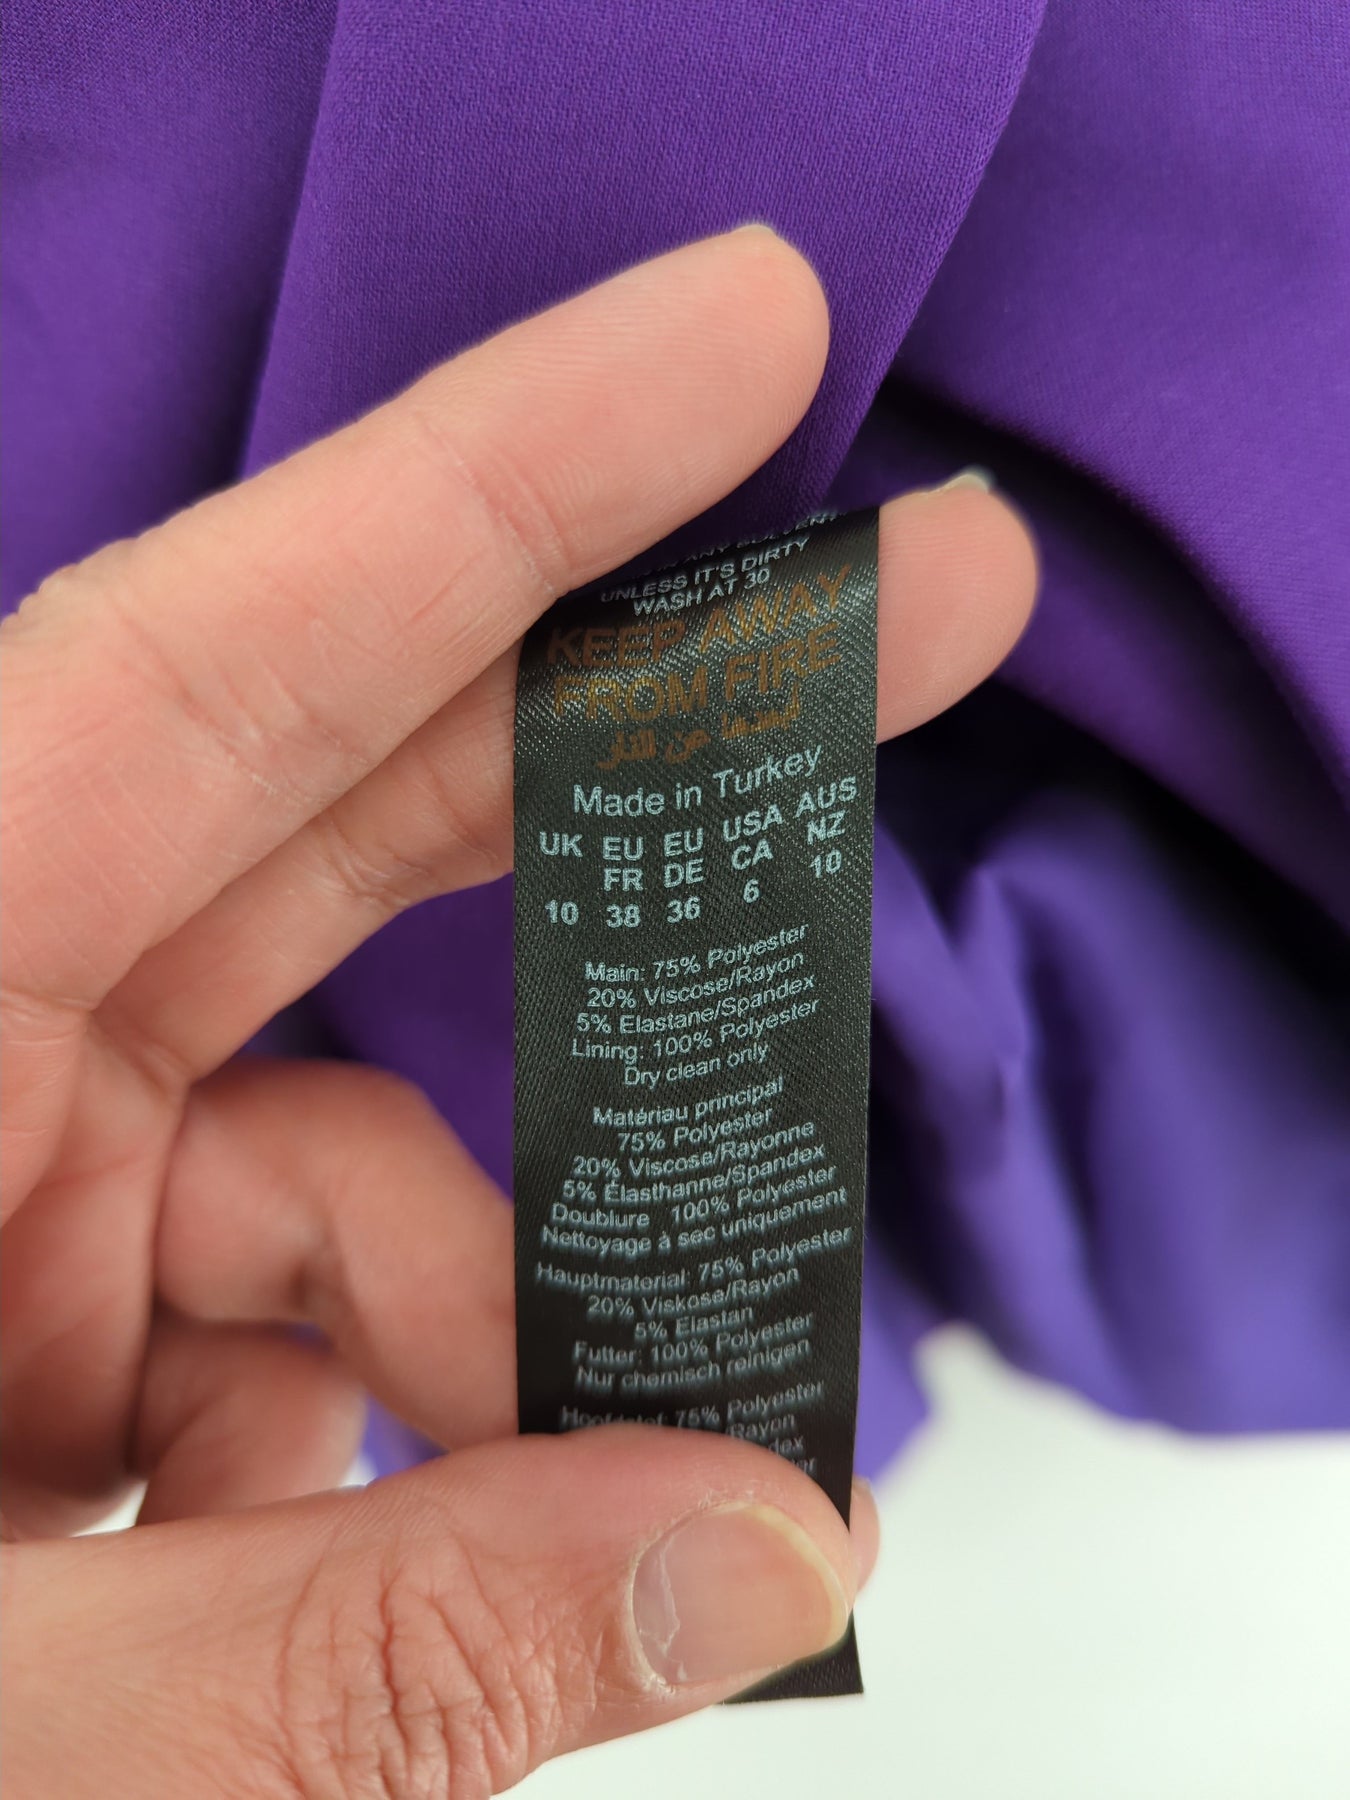 UNLESS IT'S DIRTY
WASH AT 30
KEEP AWAY
FROM FIRE
Made in Turkey
UK EU FR EU DE USA CA AUS NZ
10 38 36 6 10
Main: 75% Polyester
20% Viscose/Rayon
5% Elastane/Spandex
Lining: 100% Polyester
Dry clean only
Matériau principal
75% Polyester
20% Viscose/Rayonne
5% Élasthanne/Spandex
Doublure 100% Polyester
Nettoyage à sec uniquement
Hauptmaterial: 75% Polyester
20% Viskose/Rayon
5% Elastan
Futter: 100% Polyester
Nur chemisch reinigen
75% Polyester
Rayon